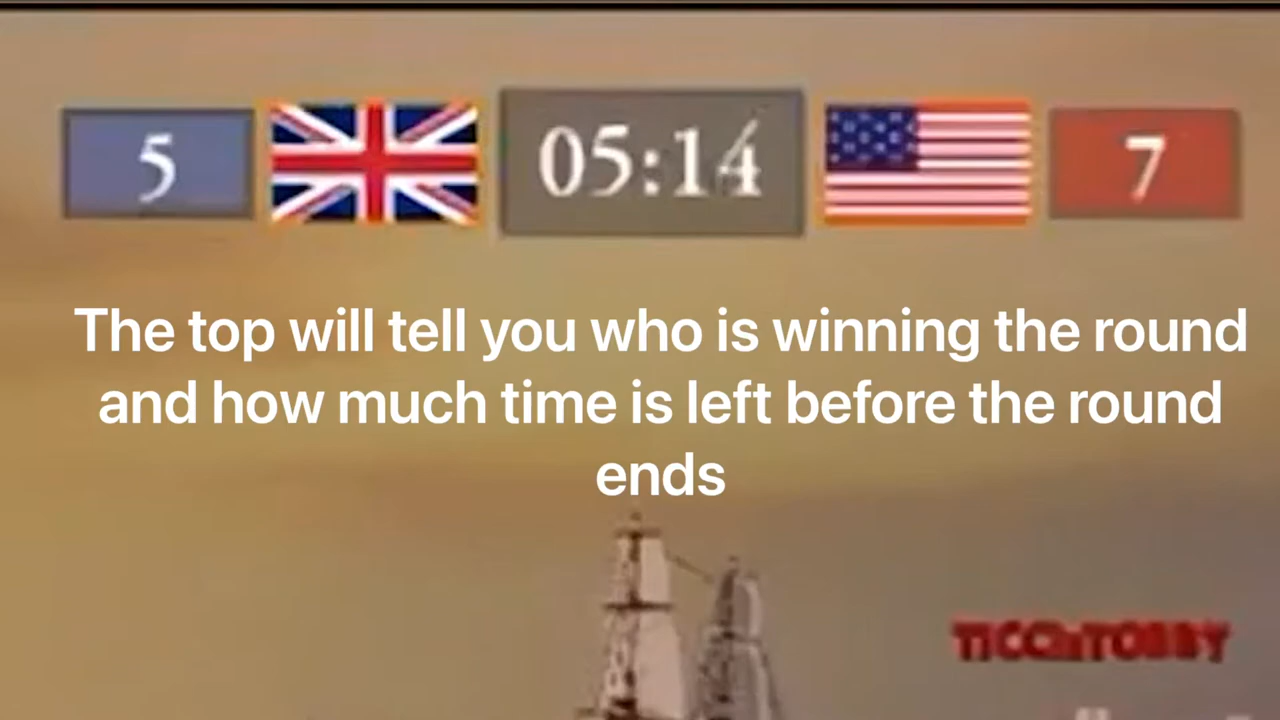 5 05:14 7
The top will tell you who is winning the round
and how much time is left before the round
ends